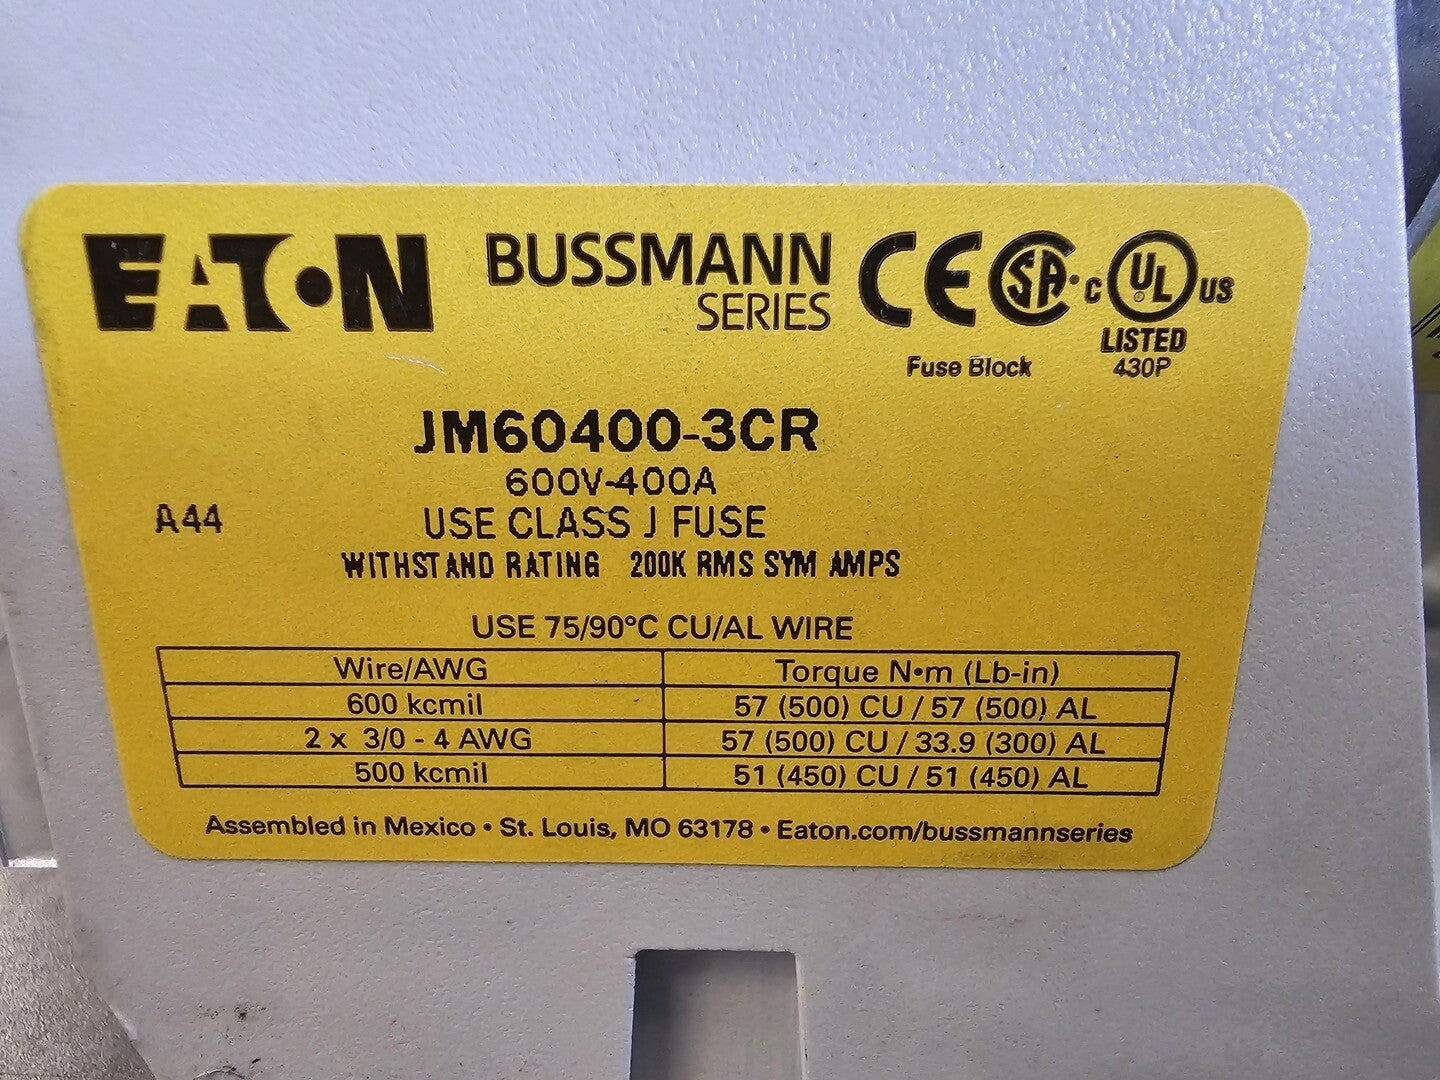 EATON BUSSMANN SERIES CE CSA® c UL us
LISTED
Fuse Block 430P
JM60400-3CR
600V-400A
A44 USE CLASS J FUSE
WITHSTAND RATING 200K RMS SYM AMPS
USE 75/90°C CU/AL WIRE
Wire/AWG Torque N•m (Lb-in)
600 kcmil 57 (500) CU / 57 (500) AL
2 x 3/0 - 4 AWG 57 (500) CU / 33.9 (300) AL
500 kcmil 51 (450) CU / 51 (450) AL
Assembled in Mexico • St. Louis, MO 63178 • Eaton.com/bussmannseries